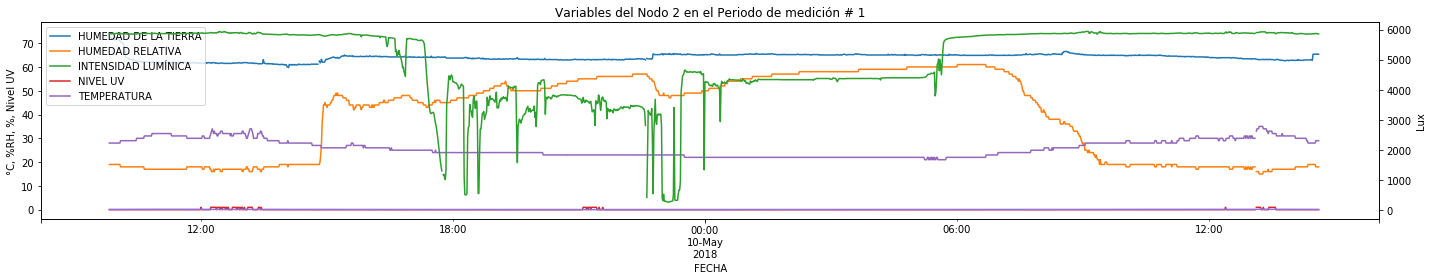 Variables del Nodo 2 en el Periodo de medición # 1
HUMEDAD DE LA TIERRA
HUMEDAD RELATIVA
INTENSIDAD LUMÍNICA
NIVEL UV
TEMPERATURA
°C, %RH, %, Nivel UV
70
60
50
40
30
20
10
0
6000
5000
4000
3000
2000
1000
0
Lux
12:00
18:00
00:00
10-May
2018
06:00
12:00
FECHA